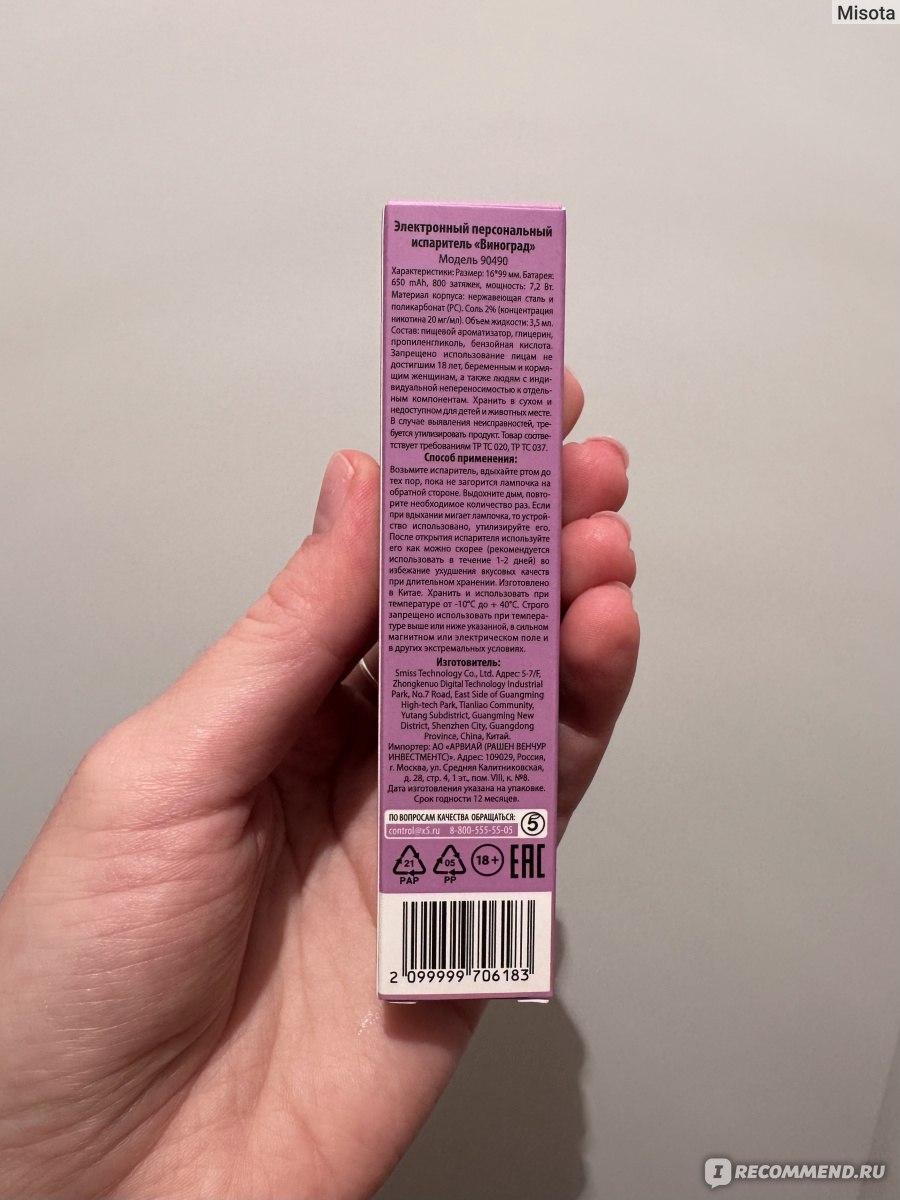 Misota
Электронный персональный
испаритель «Виноград»
Модель 90490
Характеристики: Размер: 16*99 мм. Батарея:
650 mAh, 800 затяжек, мощность: 7,2 Вт.
Материал корпуса: нержавеющая сталь и
поликарбонат (PC). Соль 2% (концентрация
никотина 20 мг/мл). Объем жидкости: 3,5 мл.
Состав: пищевой ароматизатор, глицерин,
пропиленгликоль, бензойная кислота.
Запрещено использование лицам не
достигшим 18 лет, беременным и кормя-
щим женщинам, а также людям с инди-
видуальной непереносимостью к отдель-
ным компонентам. Хранить в сухом и
недоступном для детей и животных месте.
В случае выявления неисправностей, тре-
буется утилизировать продукт. Товар соотве-
тствует требованиям ТР ТС 020, ТР ТС 037.
Способ применения:
Возьмите испаритель, вдыхайте ртом до
тех пор, пока не загорится лампочка на
обратной стороне. Выдохните дым, повто-
рите необходимое количество раз. Если
при вдыхании мигает лампочка, то устрой-
ство использовано, утилизируйте его.
После открытия испарителя используйте
его как можно скорее (рекомендуется
использовать в течение 1-2 дней) во
избежание ухудшения вкусовых качеств
при длительном хранении. Изготовлено
в Китае. Хранить и использовать при
температуре от -10°С до + 40°С. Строго
запрещено использовать при темпера-
туре выше или ниже указанной, в сильном
магнитном или электрическом поле и
в других экстремальных условиях.
Изготовитель:
Smiss Technology Co., Ltd. Адрес: 5-7/F,
Zhongkenuo Digital Technology Industrial
Park, No.7 Road, East Side of Guangming
High-tech Park, Tianliao Community,
Yutang Subdistrict, Guangming New
District, Shenzhen City, Guangdong
Province, China, Китай.
Импортер: АО «АРВИАЙ (РАШЕН ВЕНЧУР
ИНВЕСТМЕНТС)». Адрес: 109029, Россия,
г. Москва, ул. Средняя Калитниковская,
д. 28, стр. 4, 1 эт., пом. VIII, к. №8.
Дата изготовления указана на упаковке.
Срок годности 12 месяцев.
ПО ВОПРОСАМ КАЧЕСТВА ОБРАЩАТЬСЯ:
control@x5.ru 8-800-555-55-05
5
21 05 18+ EAC
PAP PP
2 099999 706183
IRECOMMEND.RU